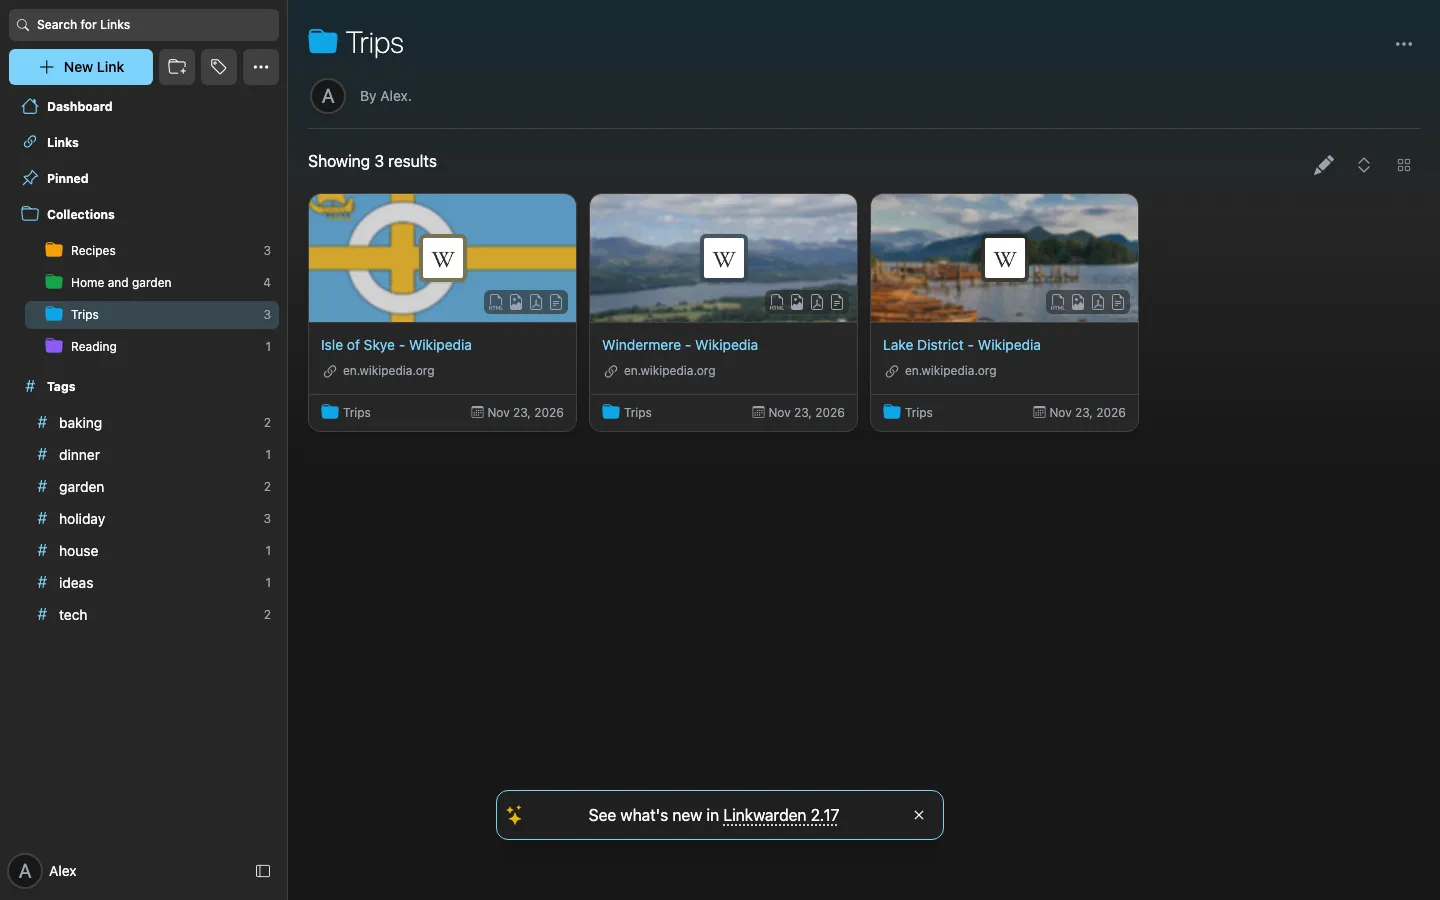 Search for Links
New Link
Dashboard
Links
Pinned
Collections
Recipes 3
Home and garden 4
Trips 3
Reading 1
# Tags
# baking 2
# dinner 1
# garden 2
# holiday 3
# house 1
# ideas 1
# tech 2
A Alex
Trips
A By Alex.
Showing 3 results
W
HTML
Isle of Skye - Wikipedia
en.wikipedia.org
Trips Nov 23, 2026
W
HTML
Windermere - Wikipedia
en.wikipedia.org
Trips Nov 23, 2026
W
HTML
Lake District - Wikipedia
en.wikipedia.org
Trips Nov 23, 2026
See what's new in Linkwarden 2.17